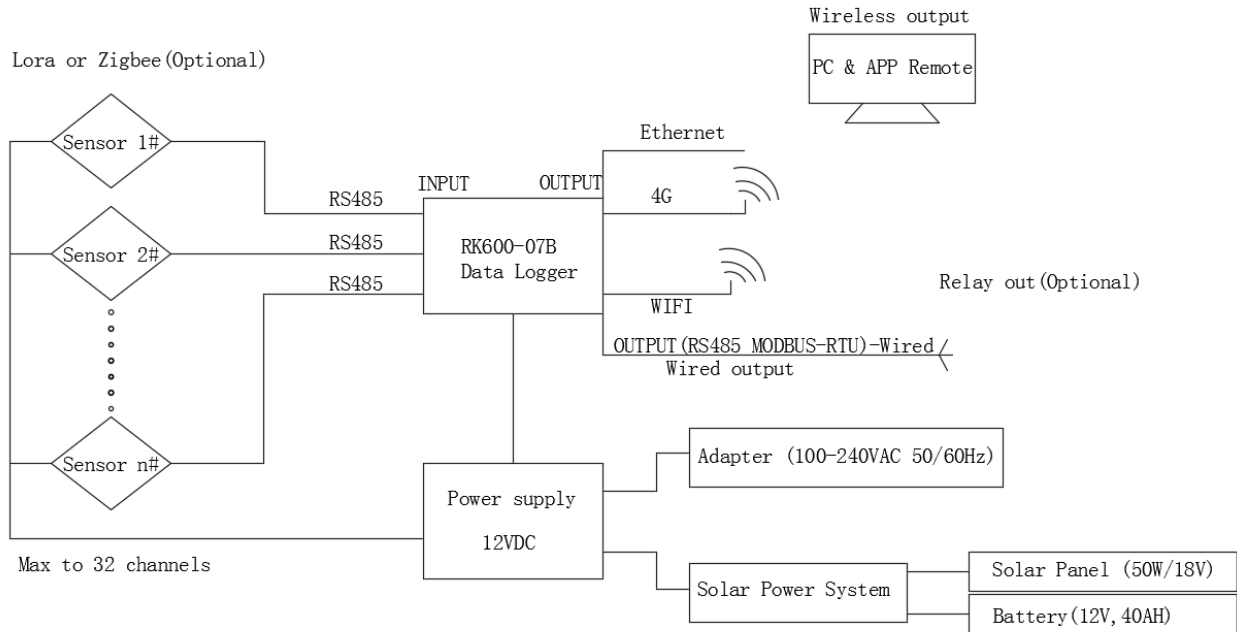 Wireless output
PC & APP Remote
Lora or Zigbee(Optional)
Sensor 1#
Ethernet
INPUT
OUTPUT
RS485
4G
Sensor 2#
RS485
RK600-07B
Data Logger
RS485
WIFI
Relay out(Optional)
OUTPUT(RS485 MODBUS-RTU)-Wired
Wired output
Sensor n#
Adapter (100-240VAC 50/60Hz)
Power supply
12VDC
Max to 32 channels
Solar Power System
Solar Panel (50W/18V)
Battery(12V,40AH)